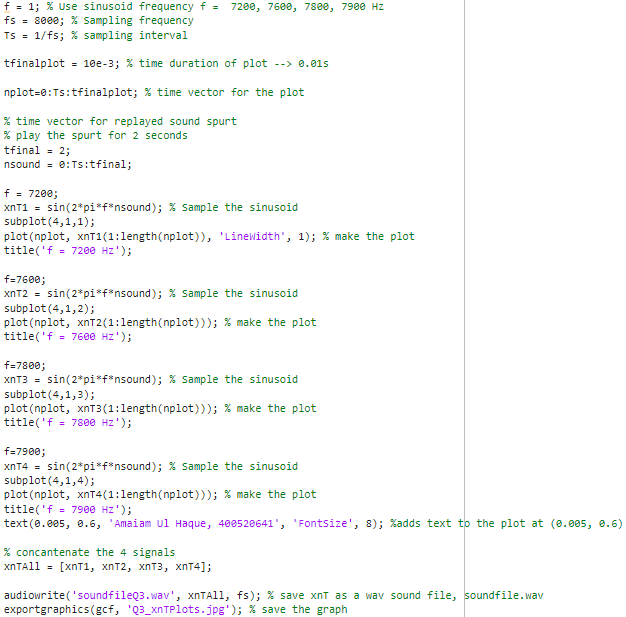 f = 1; % Use sinusoid frequency f =  7200, 7600, 7800, 7900 Hz
fs = 8000; % Sampling frequency
Ts = 1/fs; % sampling interval
tfinalplot = 10e-3; % time duration of plot --> 0.01s
nplot=0:Ts:tfinalplot; % time vector for the plot
% time vector for replayed sound spurt
% play the spurt for 2 seconds
tfinal = 2;
nsound = 0:Ts:tfinal;
f = 7200;
xnT1 = sin(2*pi*f*nsound); % Sample the sinusoid
subplot(4,1,1);
plot(nplot, xnT1(1:length(nplot)), 'LineWidth', 1); % make the plot
title('f = 7200 Hz');
f=7600;
xnT2 = sin(2*pi*f*nsound); % Sample the sinusoid
subplot(4,1,2);
plot(nplot, xnT2(1:length(nplot))); % make the plot
title('f = 7600 Hz');
f=7800;
xnT3 = sin(2*pi*f*nsound); % Sample the sinusoid
subplot(4,1,3);
plot(nplot, xnT3(1:length(nplot))); % make the plot
title('f = 7800 Hz');
f=7900;
xnT4 = sin(2*pi*f*nsound); % Sample the sinusoid
subplot(4,1,4);
plot(nplot, xnT4(1:length(nplot))); % make the plot
title('f = 7900 Hz');
text(0.005, 0.6, 'Amaiam Ul Haque, 400520641', 'FontSize', 8); %adds text to the plot at (0.005, 0.6)
% concantenate the 4 signals
xnTAll = [xnT1, xnT2, xnT3, xnT4];
audiowrite('soundfileQ3.wav', xnTAll, fs); % save xnT as a wav sound file, soundfile.wav
exportgraphics(gcf, 'Q3_xnTPlots.jpg'); % save the graph